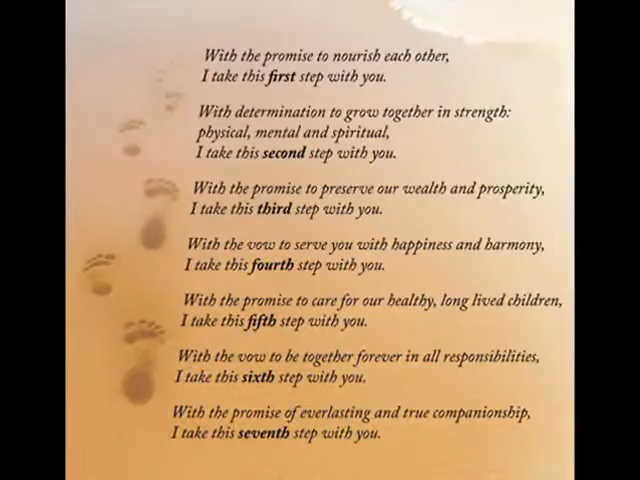 With the promise to nourish each other,
I take this first step with you.
With determination to grow together in strength:
physical, mental and spiritual,
I take this second step with you.
With the promise to preserve our wealth and prosperity,
I take this third step with you.
With the vow to serve you with happiness and harmony,
I take this fourth step with you.
With the promise to care for our healthy, long lived children,
I take this fifth step with you.
With the vow to be together forever in all responsibilities,
I take this sixth step with you.
With the promise of everlasting and true companionship,
I take this seventh step with you.